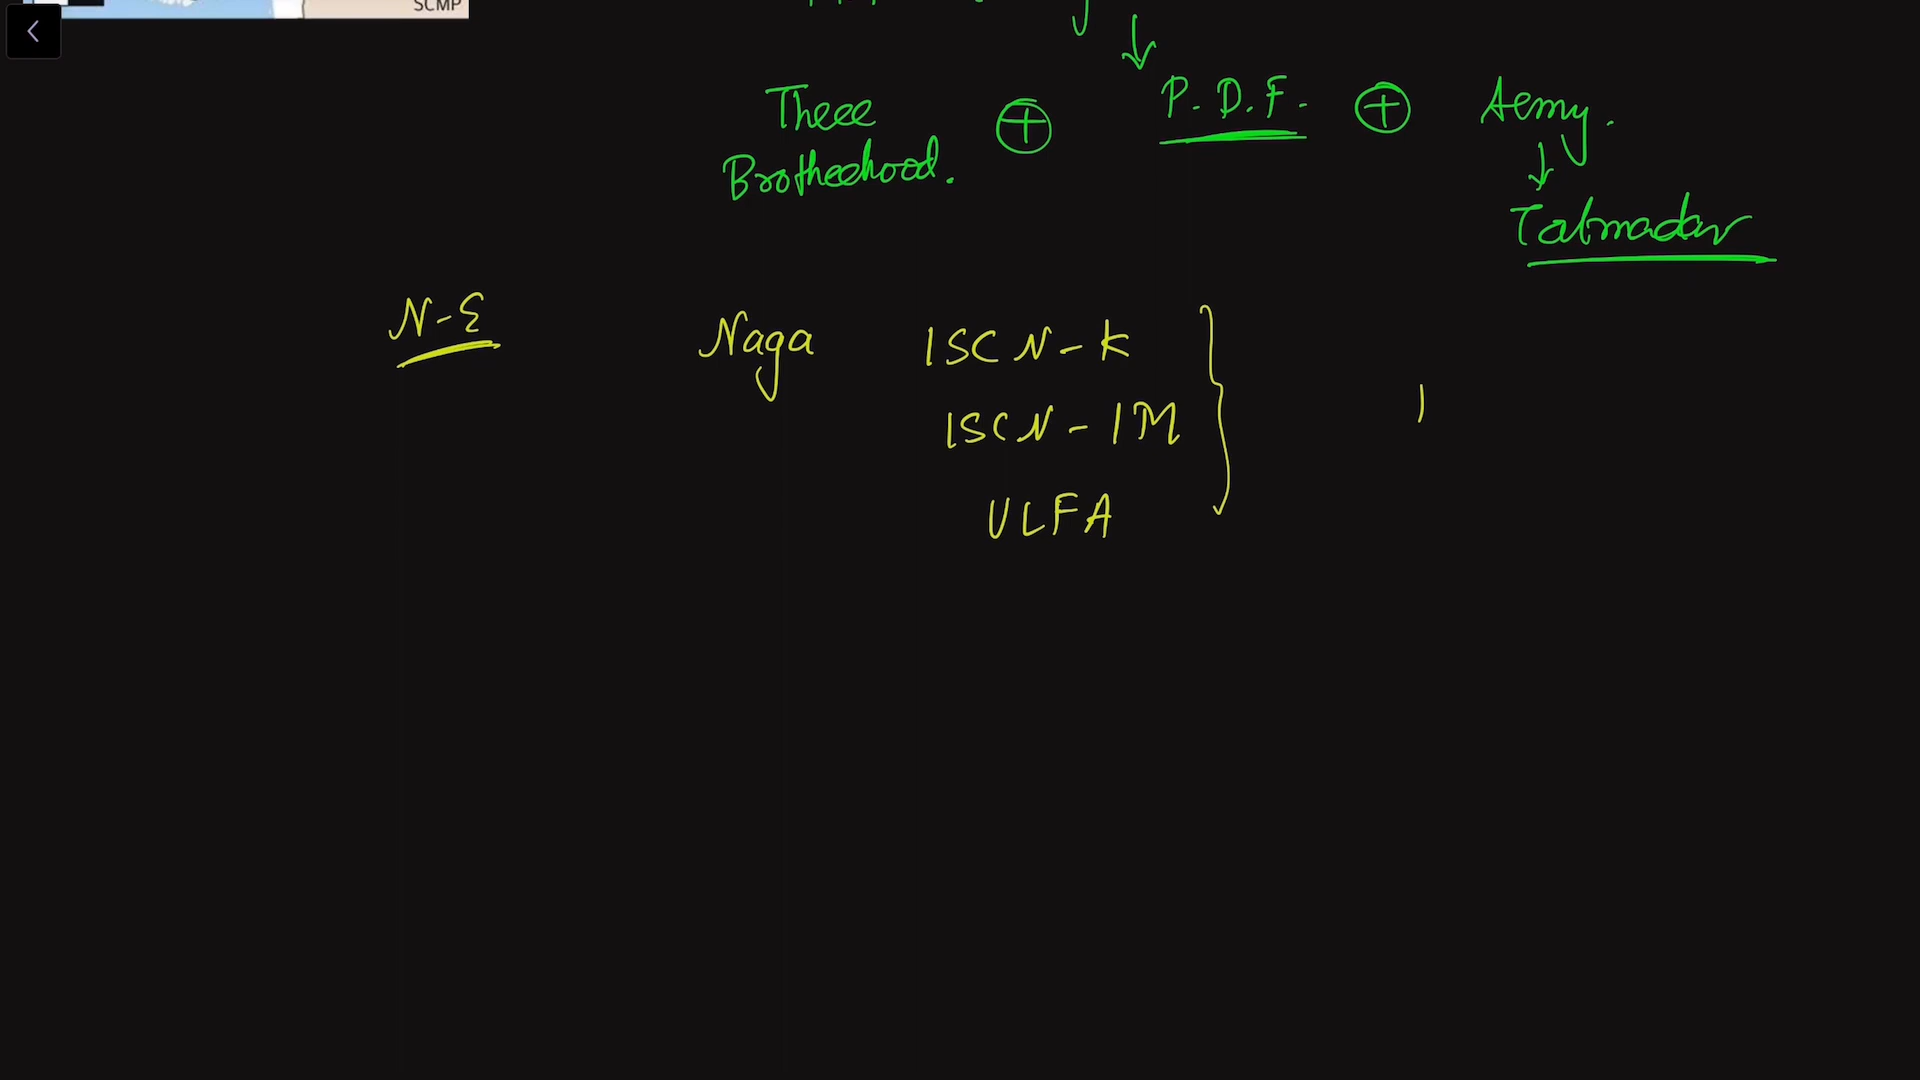 SCMP
Three ⊕ P.D.F. ⊕ Army.
Brotherhood.
↓
Tatmadaw
N-E
Naga ISCN-K
ISCN-IM
ULFA